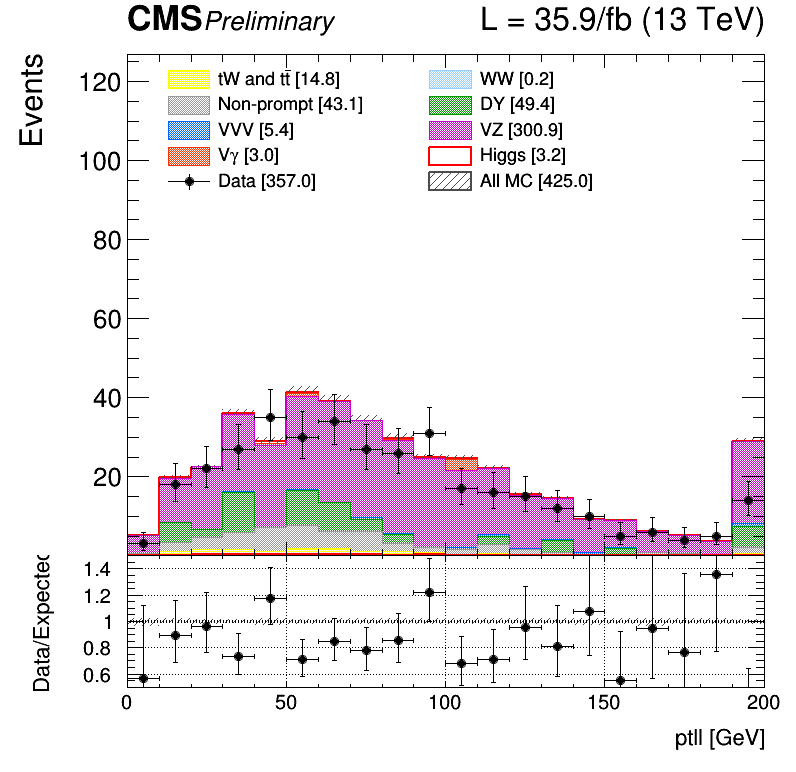 CMS Preliminary L = 35.9/fb (13 TeV)
Events
120
100
80
60
40
20
tW and tt̄ [14.8]
Non-prompt [43.1]
VVV [5.4]
Vγ [3.0]
Data [357.0]
WW [0.2]
DY [49.4]
VZ [300.9]
Higgs [3.2]
All MC [425.0]
Data/Expected
1.4
1.2
1
0.8
0.6
0 50 100 150 200
ptll [GeV]